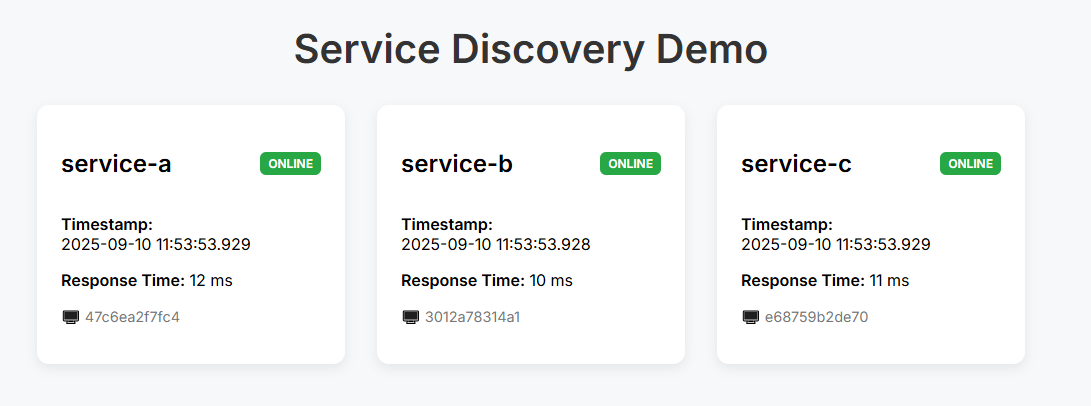 Service Discovery Demo
service-a
ONLINE
Timestamp:
2025-09-10 11:53:53.929
Response Time: 12 ms
47c6ea2f7fc4
service-b
ONLINE
Timestamp:
2025-09-10 11:53:53.928
Response Time: 10 ms
3012a78314a1
service-c
ONLINE
Timestamp:
2025-09-10 11:53:53.929
Response Time: 11 ms
e68759b2de70